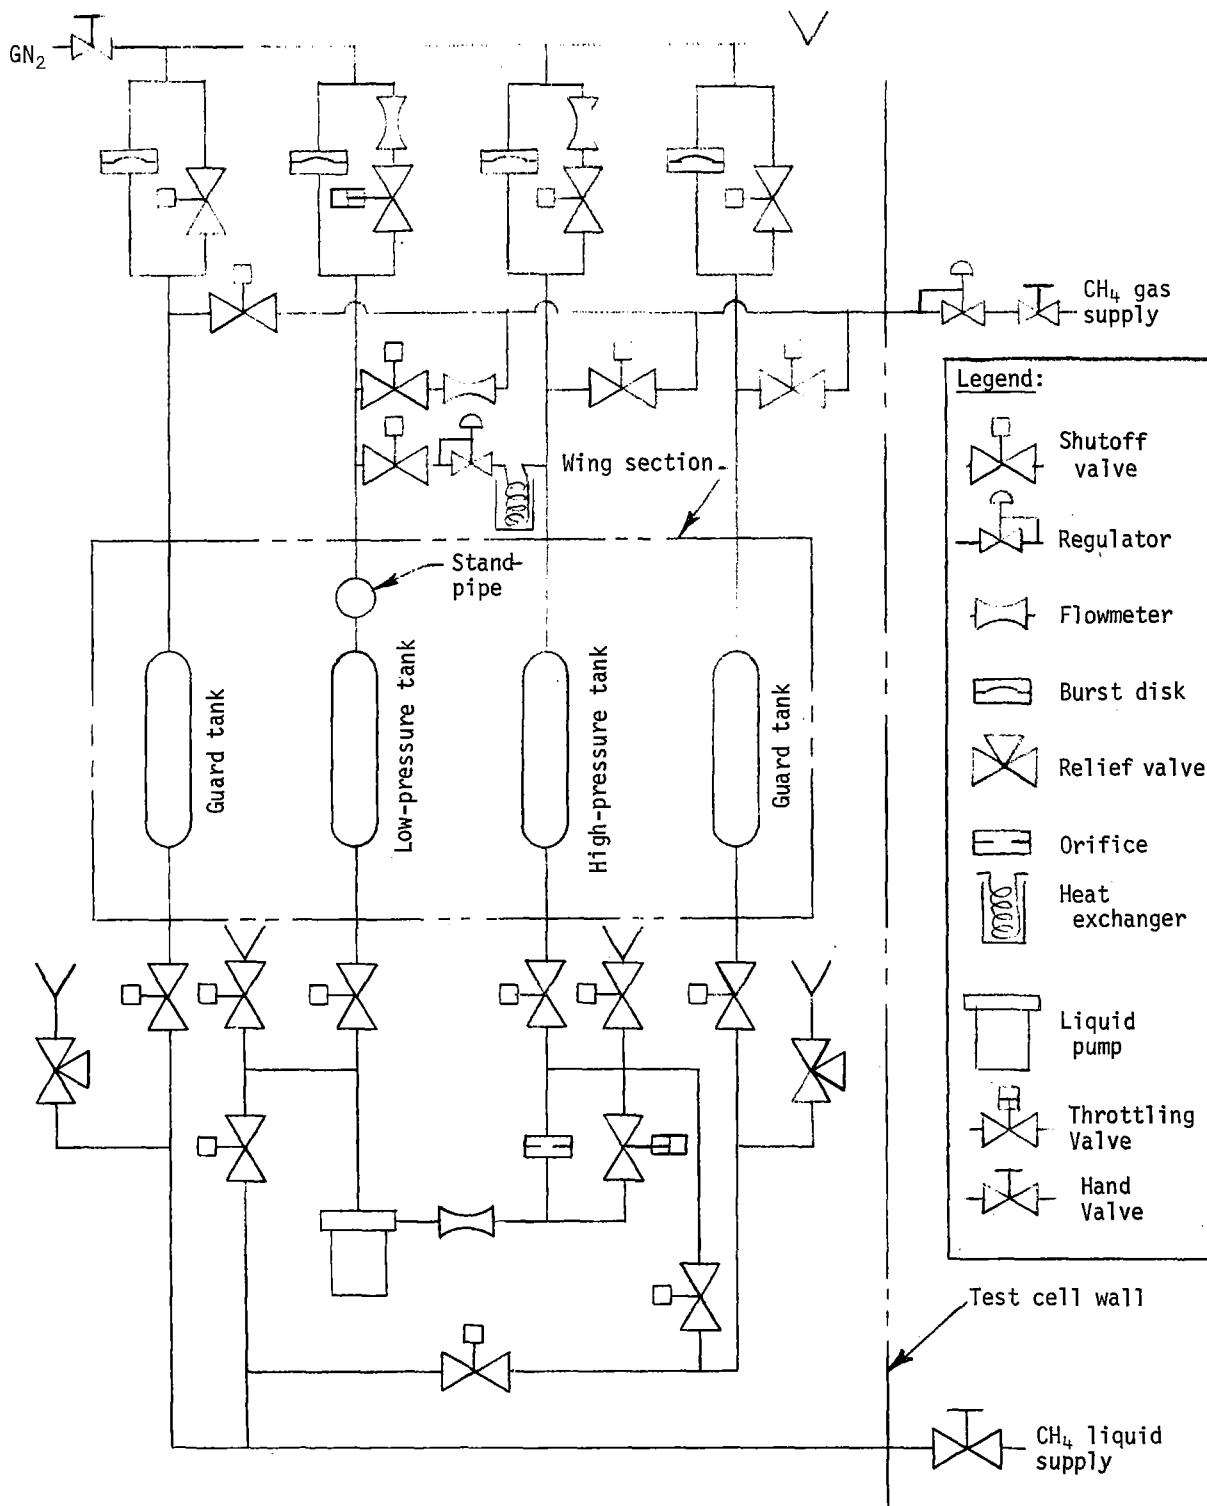 GN2
CH4 gas
supply
Legend:
Shutoff
valve
Regulator
Flowmeter
Burst disk
Relief valve
Orifice
Heat
exchanger
Liquid
pump
Throttling
Valve
Hand
Valve
Wing section
Stand-
pipe
Guard tank
Low-pressure tank
High-pressure tank
Guard tank
Test cell wall
CH4 liquid
supply